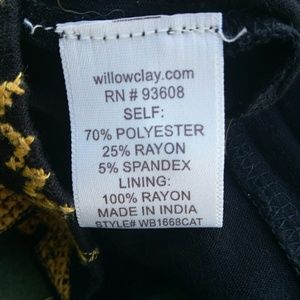 willowclay.com
RN # 93608
SELF:
70% POLYESTER
25% RAYON
5% SPANDEX
LINING:
100% RAYON
MADE IN INDIA
STYLE# WB1668CAT